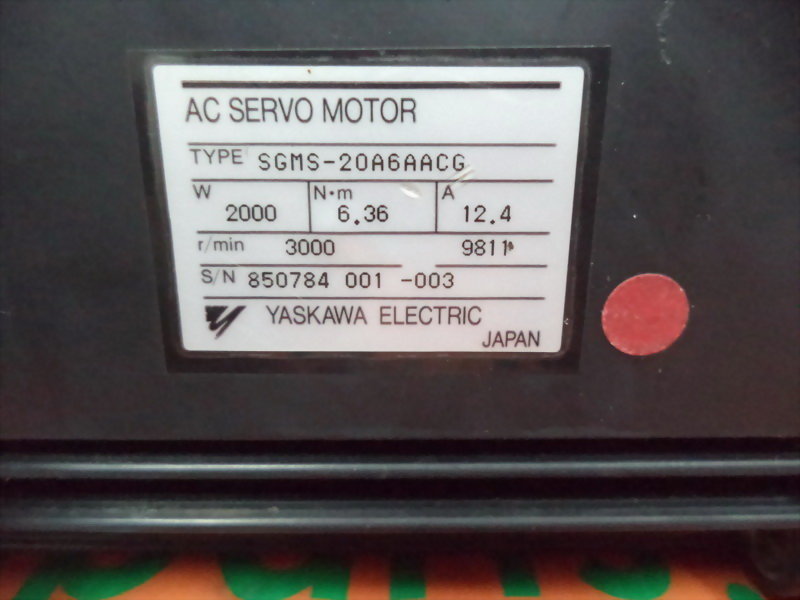 AC SERVO MOTOR
TYPE SGMS-20A6AACG
W 2000 N·m 6.36 A 12.4
r/min 3000 9811
S/N 850784 001 -003
YASKAWA ELECTRIC
JAPAN